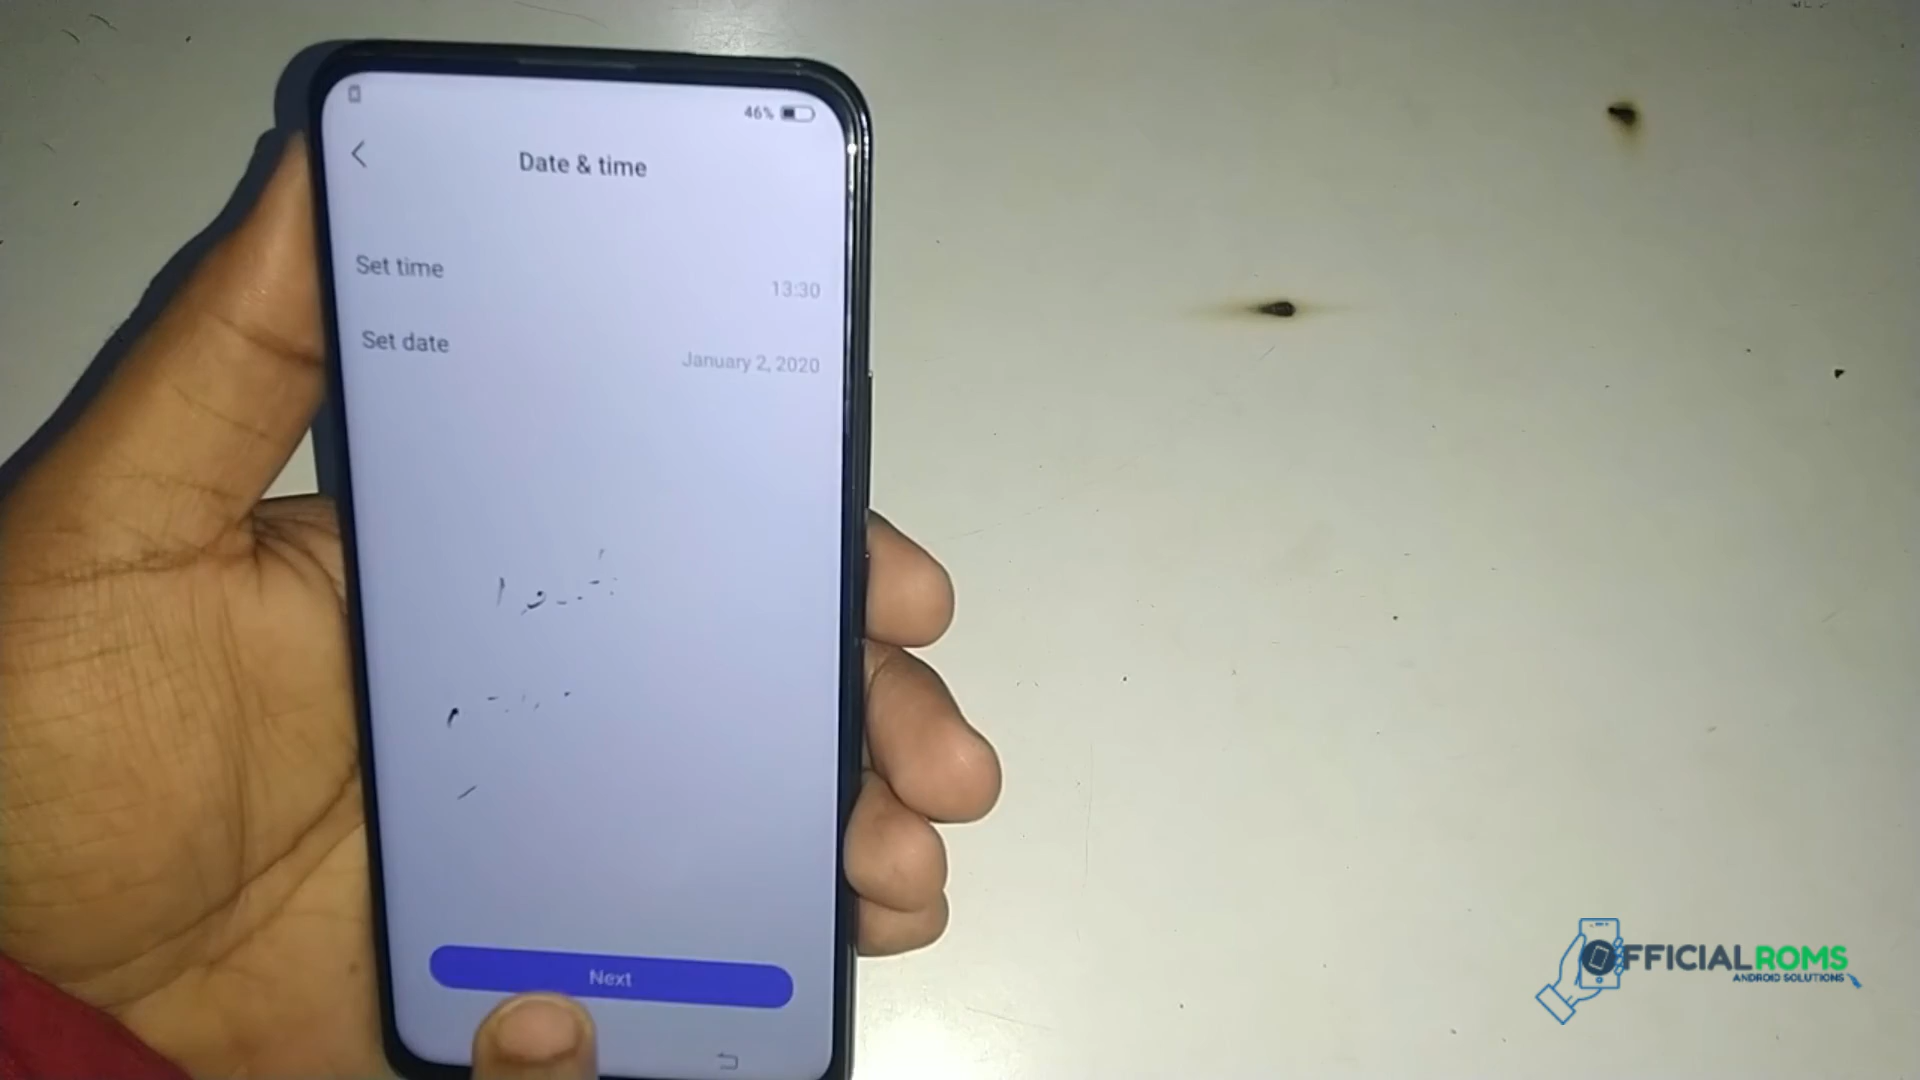 46%
Date & time
Set time
13:30
Set date
January 2, 2020
Next
OFFICIALROMS
ANDROID SOLUTIONS